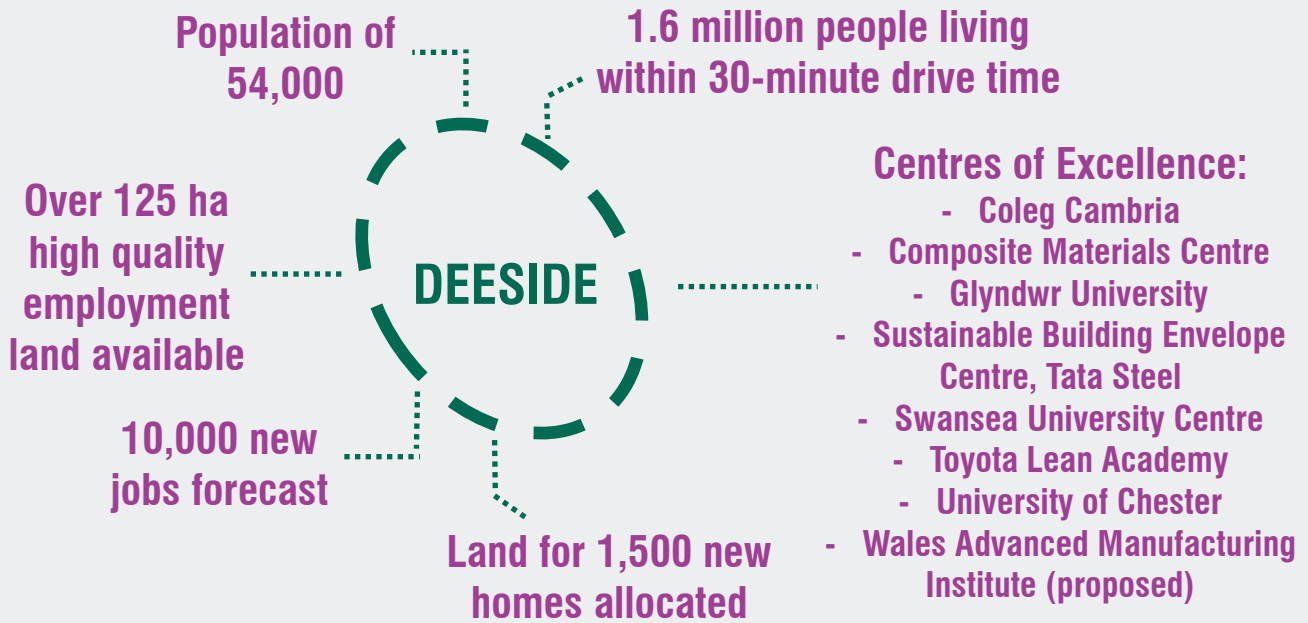 Population of
54,000
1.6 million people living
within 30-minute drive time
Over 125 ha
high quality
employment
land available
DEESIDE
Centres of Excellence:
- Coleg Cambria
- Composite Materials Centre
- Glyndwr University
- Sustainable Building Envelope
Centre, Tata Steel
- Swansea University Centre
- Toyota Lean Academy
- University of Chester
- Wales Advanced Manufacturing
Institute (proposed)
10,000 new
jobs forecast
Land for 1,500 new
homes allocated